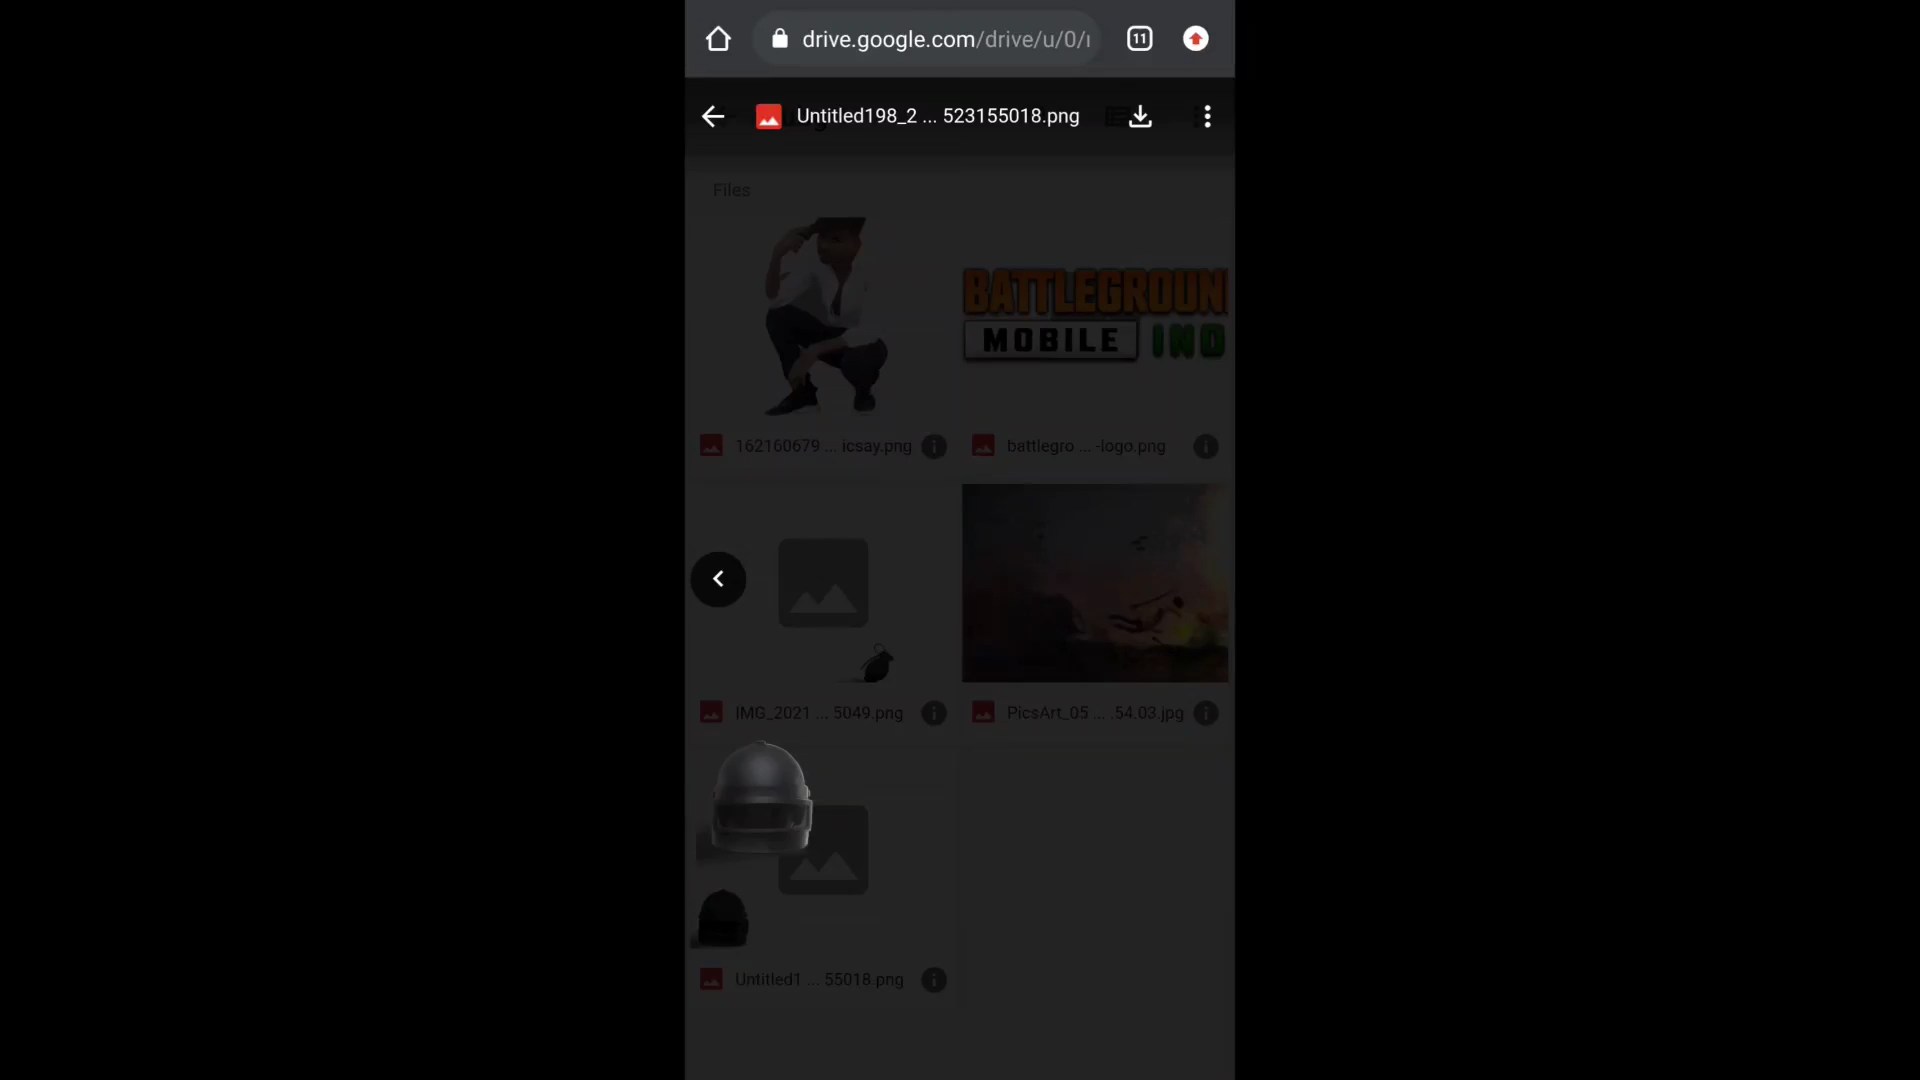 drive.google.com/drive/u/0/
11
Untitled198_2 ... 523155018.png
Files
BATTLEGROUN
MOBILE IND
162160679 ... icsay.png
battlegro ... -logo.png
IMG_2021 ... 5049.png
PicsArt_05 ... .54.03.jpg
Untitled1 ... 55018.png